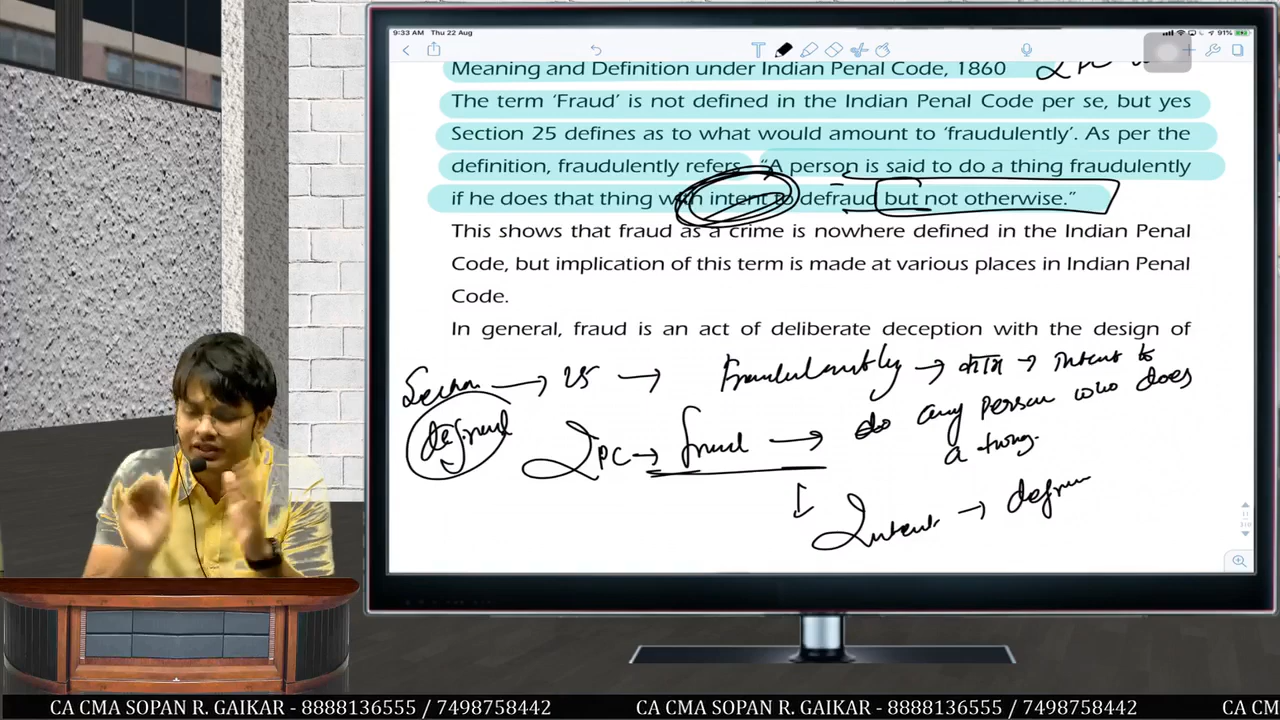 9:33 AM Thu 22 Aug
91%
Meaning and Definition under Indian Penal Code, 1860
The term ‘Fraud’ is not defined in the Indian Penal Code per se, but yes
Section 25 defines as to what would amount to ‘fraudulently’. As per the
definition, fraudulently refers “A person is said to do a thing fraudulently
if he does that thing with intent to defraud but not otherwise.”
This shows that fraud as a crime is nowhere defined in the Indian Penal
Code, but implication of this term is made at various places in Indian Penal
Code.
In general, fraud is an act of deliberate deception with the design of
Section → 25 → → intent to
defraud IPC → fraud → do any person who does
a thing.
Intent →
CA CMA SOPAN R. GAIKAR - 8888136555 / 7498758442 CA CMA SOPAN R. GAIKAR - 8888136555 / 7498758442 CA CM